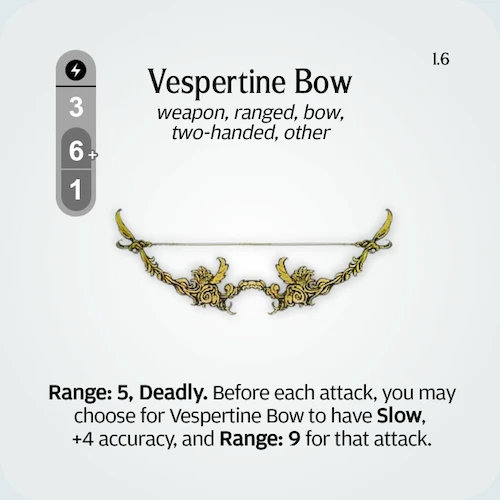 1.6
Vespertine Bow
weapon, ranged, bow,
two-handed, other
3
6+
1
Range: 5, Deadly. Before each attack, you may
choose for Vespertine Bow to have Slow,
+4 accuracy, and Range: 9 for that attack.